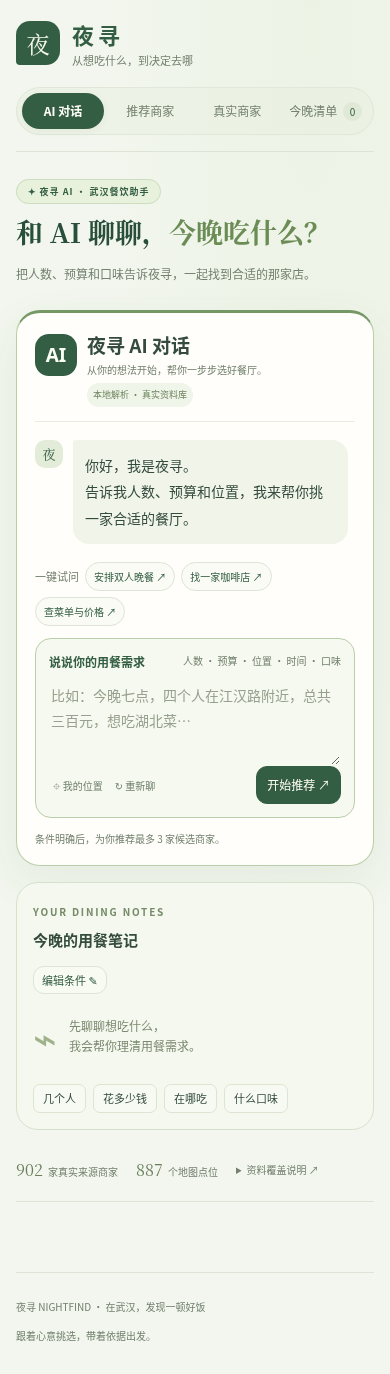 夜
夜寻
从想吃什么，到决定去哪
AI 对话
推荐商家
真实商家
今晚清单 0
✦ 夜寻 AI · 武汉餐饮助手
和 AI 聊聊，今晚吃什么？
把人数、预算和口味告诉夜寻，一起找到合适的那家店。
AI
夜寻 AI 对话
从你的想法开始，帮你一步步选好餐厅。
本地解析 · 真实资料库
夜
你好，我是夜寻。
告诉我人数、预算和位置，我来帮你挑
一家合适的餐厅。
一键试问
安排双人晚餐 ↗
找一家咖啡店 ↗
查菜单与价格 ↗
说说你的用餐需求
人数 · 预算 · 位置 · 时间 · 口味
比如：今晚七点，四个人在江汉路附近，总共
三百元，想吃湖北菜…
⌖ 我的位置
↻ 重新聊
开始推荐 ↗
条件明确后，为你推荐最多 3 家候选商家。
YOUR DINING NOTES
今晚的用餐笔记
编辑条件 ✎
先聊聊想吃什么，
我会帮你理清用餐需求。
几个人
花多少钱
在哪吃
什么口味
902 家真实来源商家
887 个地图点位
▶ 资料覆盖说明 ↗
夜寻 NIGHTFIND · 在武汉，发现一顿好饭
跟着心意挑选，带着依据出发。